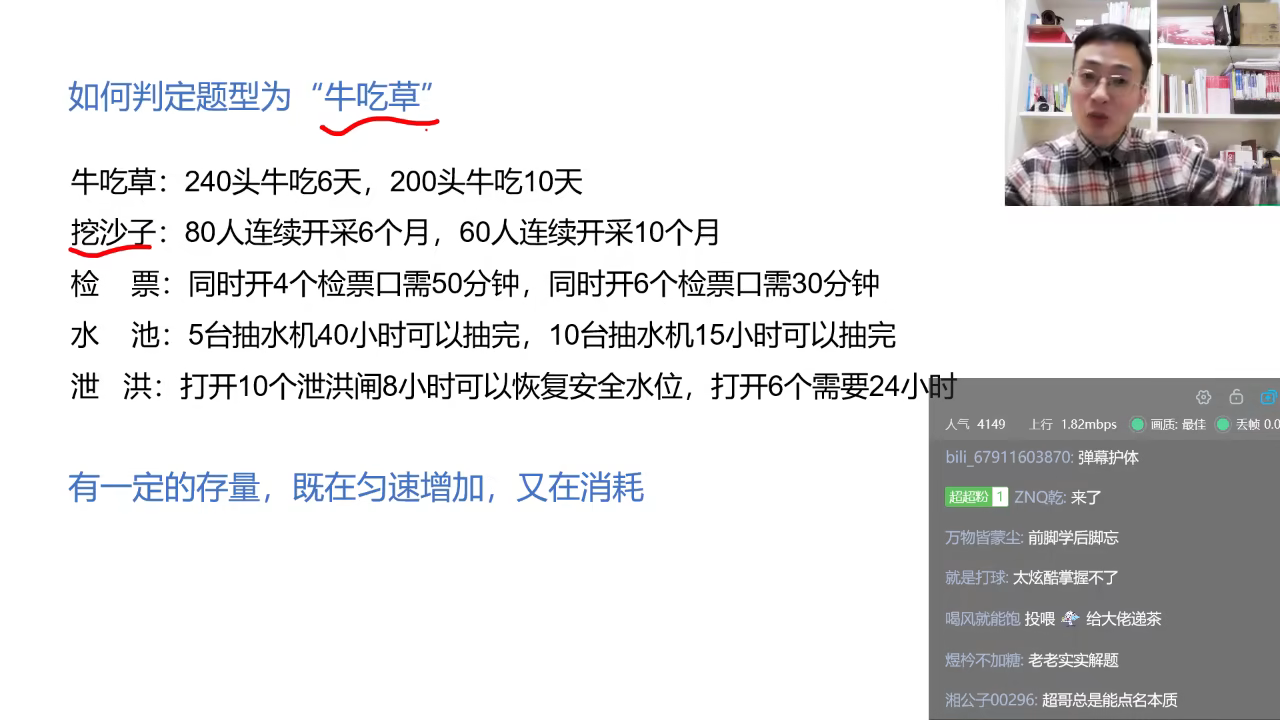 如何判定题型为“牛吃草”
牛吃草：240头牛吃6天，200头牛吃10天
挖沙子：80人连续开采6个月，60人连续开采10个月
检 票：同时开4个检票口需50分钟，同时开6个检票口需30分钟
水 池：5台抽水机40小时可以抽完，10台抽水机15小时可以抽完
泄 洪：打开10个泄洪闸8小时可以恢复安全水位，打开6个需要24小时
有一定的存量，既在匀速增加，又在消耗
人气 4149 上行 1.82mbps 画质: 最佳 丢帧 0.0
bili_67911603870: 弹幕护体
超超粉 1 ZNQ乾: 来了
万物皆蒙尘: 前脚学后脚忘
就是打球: 太炫酷掌握不了
喝风就能饱 投喂 给大佬递茶
煜枔不加糖: 老老实实解题
湘公子00296: 超哥总是能点名本质